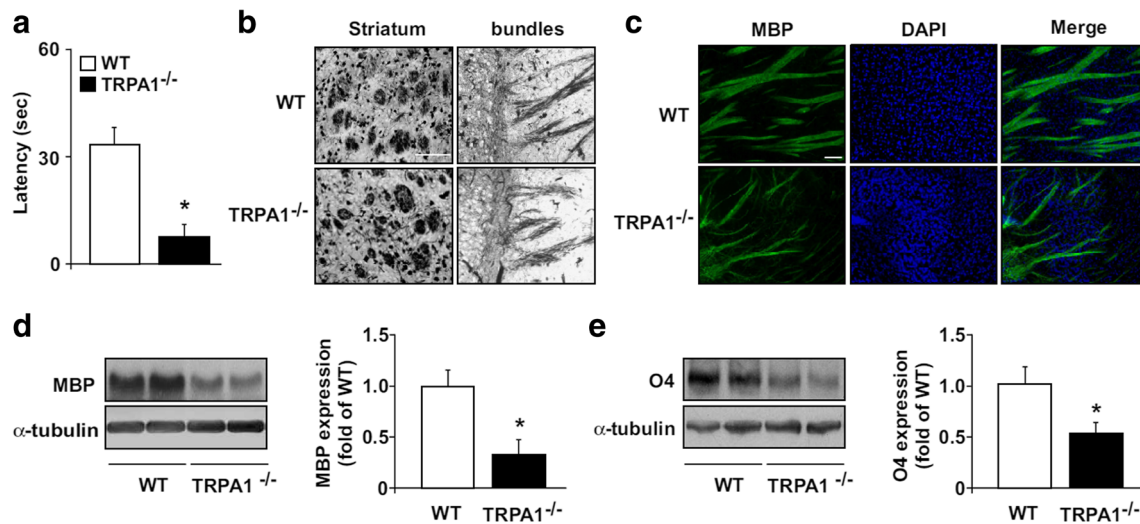 a
60
30
0
Latency (sec)
WT
TRPA1-/-
*
b
Striatum
bundles
WT
TRPA1-/-
c
MBP
DAPI
Merge
WT
TRPA1-/-
d
MBP
α-tubulin
WT
TRPA1 -/-
MBP expression
(fold of WT)
1.5
1.0
0.5
0
*
WT
TRPA1-/-
e
O4
α-tubulin
WT
TRPA1 -/-
O4 expression
(fold of WT)
1.5
1.0
0.5
0
*
WT
TRPA1-/-